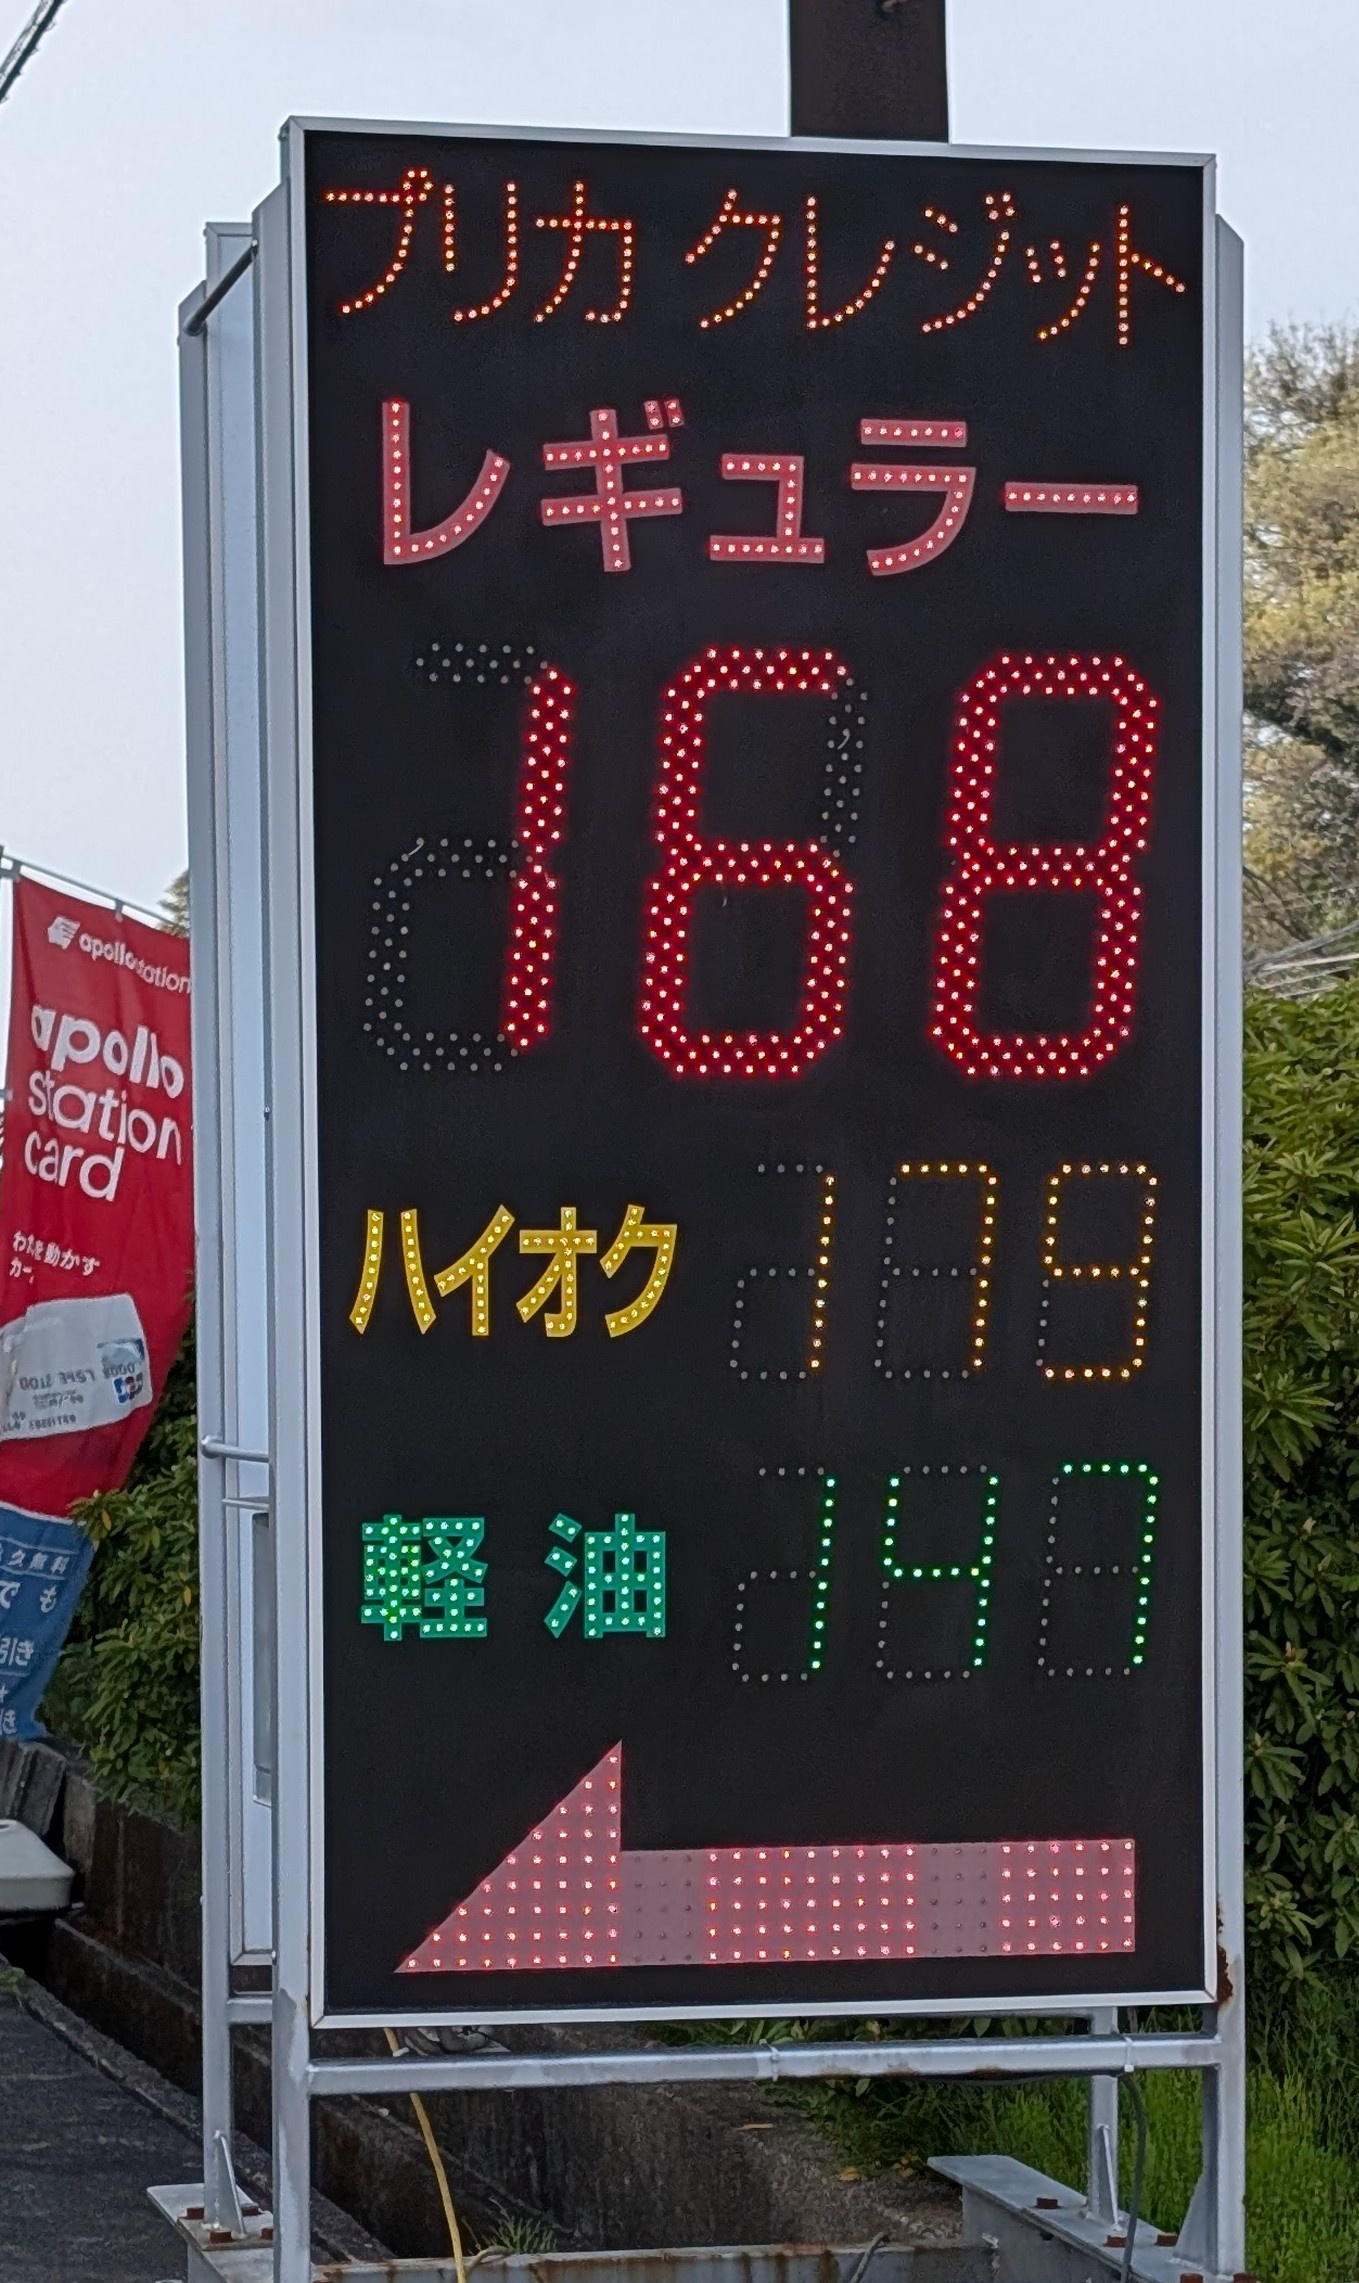 プリカ クレジット
レギュラー
168
ハイオク 179
軽油 147
apollostation
apollo
station
card